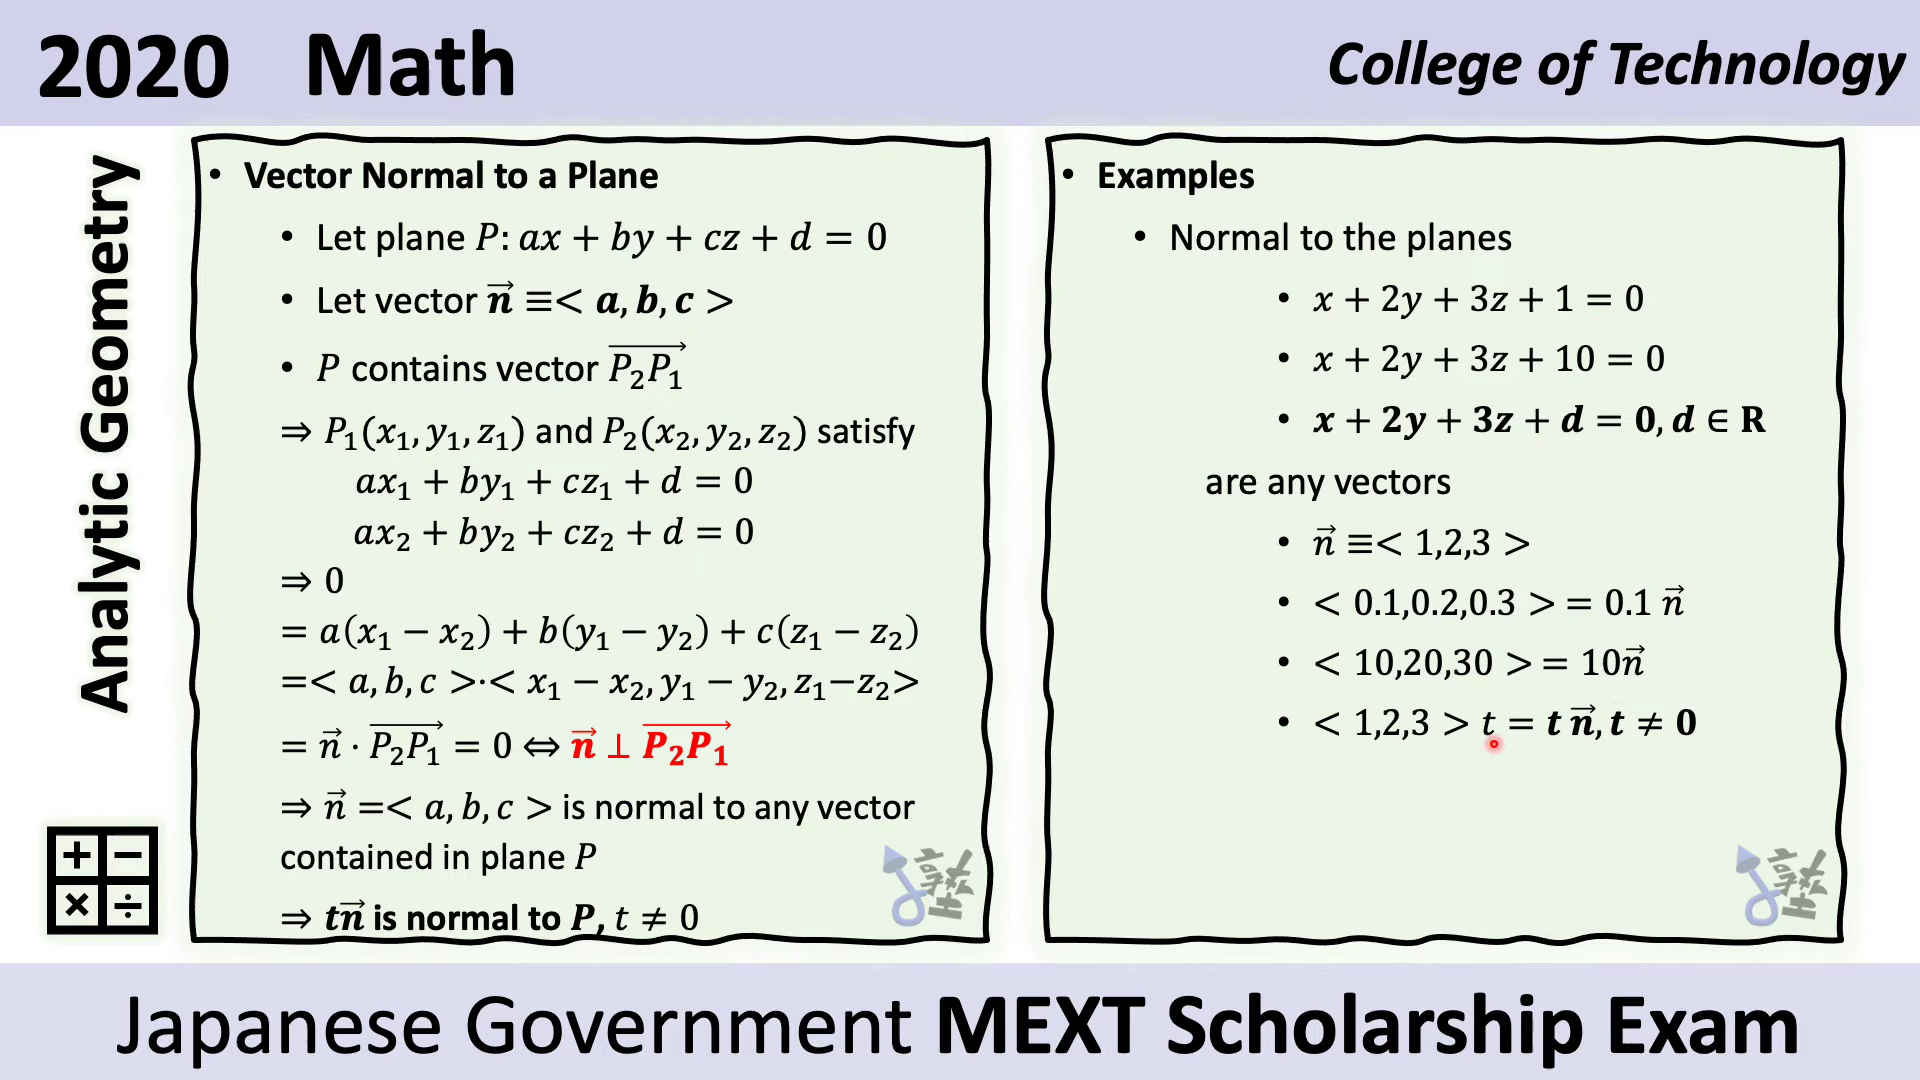 2020 Math
College of Technology
Analytic Geometry
• Vector Normal to a Plane
• Let plane P: ax + by + cz + d = 0
• Let vector n⃗ ≡< a, b, c >
• P contains vector P₂P₁⃗
⇒ P₁(x₁, y₁, z₁) and P₂(x₂, y₂, z₂) satisfy
ax₁ + by₁ + cz₁ + d = 0
ax₂ + by₂ + cz₂ + d = 0
⇒ 0
= a(x₁ − x₂) + b(y₁ − y₂) + c(z₁ − z₂)
=< a, b, c >·< x₁ − x₂, y₁ − y₂, z₁−z₂>
= n⃗ · P₂P₁⃗ = 0 ⇔ n⃗ ⊥ P₂P₁⃗
⇒ n⃗ =< a, b, c > is normal to any vector
contained in plane P
⇒ tn⃗ is normal to P, t ≠ 0
塾
• Examples
• Normal to the planes
• x + 2y + 3z + 1 = 0
• x + 2y + 3z + 10 = 0
• x + 2y + 3z + d = 0, d ∈ R
are any vectors
• n⃗ ≡< 1,2,3 >
• < 0.1,0.2,0.3 > = 0.1 n⃗
• < 10,20,30 > = 10n⃗
• < 1,2,3 > t = t n⃗, t ≠ 0
塾
+ −
× ÷
Japanese Government MEXT Scholarship Exam